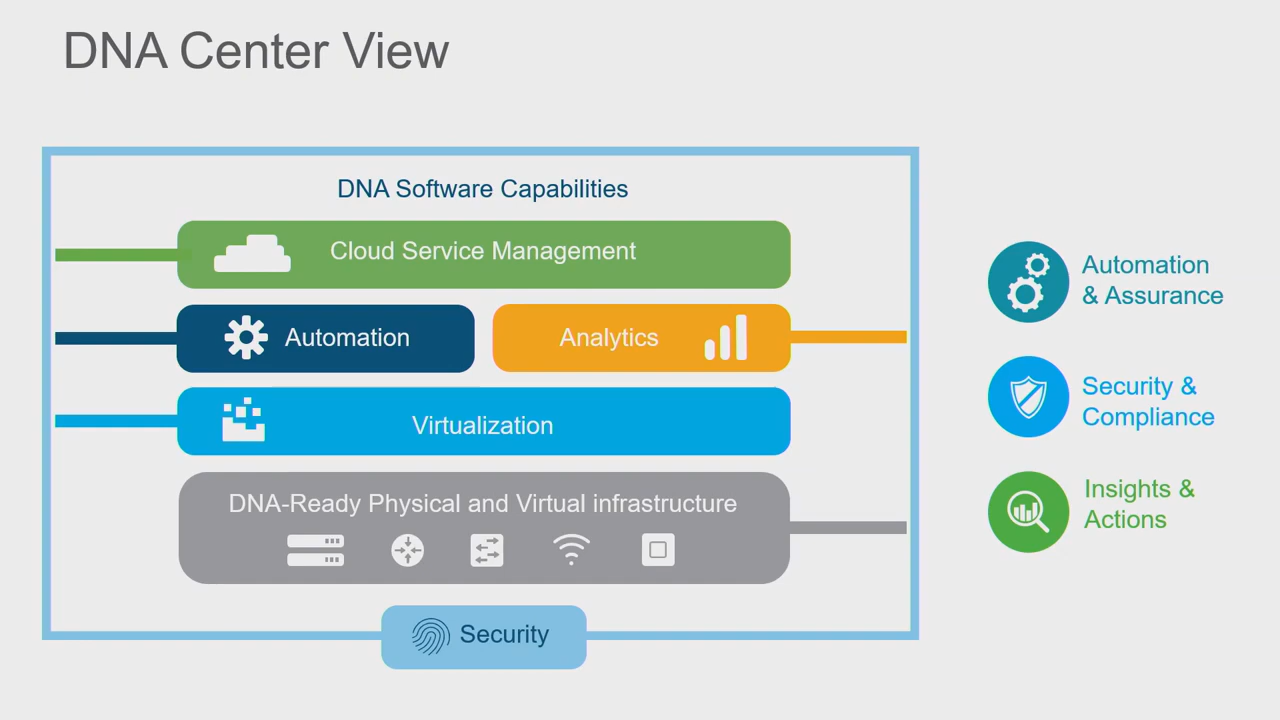 DNA Center View
DNA Software Capabilities
Cloud Service Management
Automation
Analytics
Virtualization
DNA-Ready Physical and Virtual infrastructure
Security
Automation
& Assurance
Security &
Compliance
Insights &
Actions